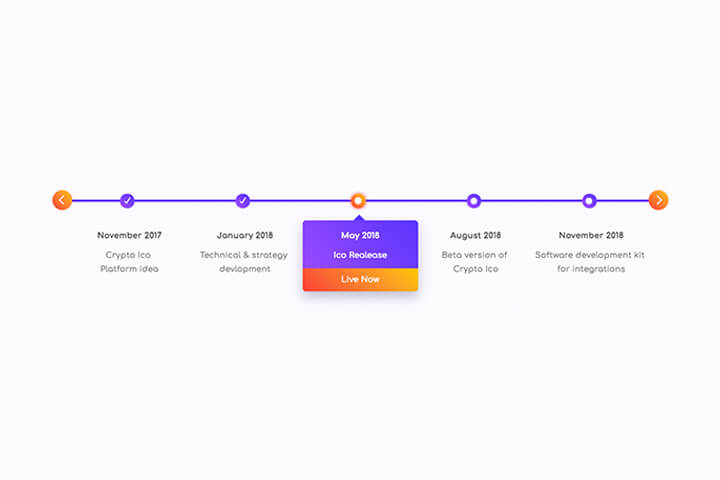 November 2017
Crypto Ico
Platform idea
January 2018
Technical & strategy
devlopment
May 2018
Ico Realease
Live Now
August 2018
Beta version of
Crypto Ico
November 2018
Software development kit
for integrations